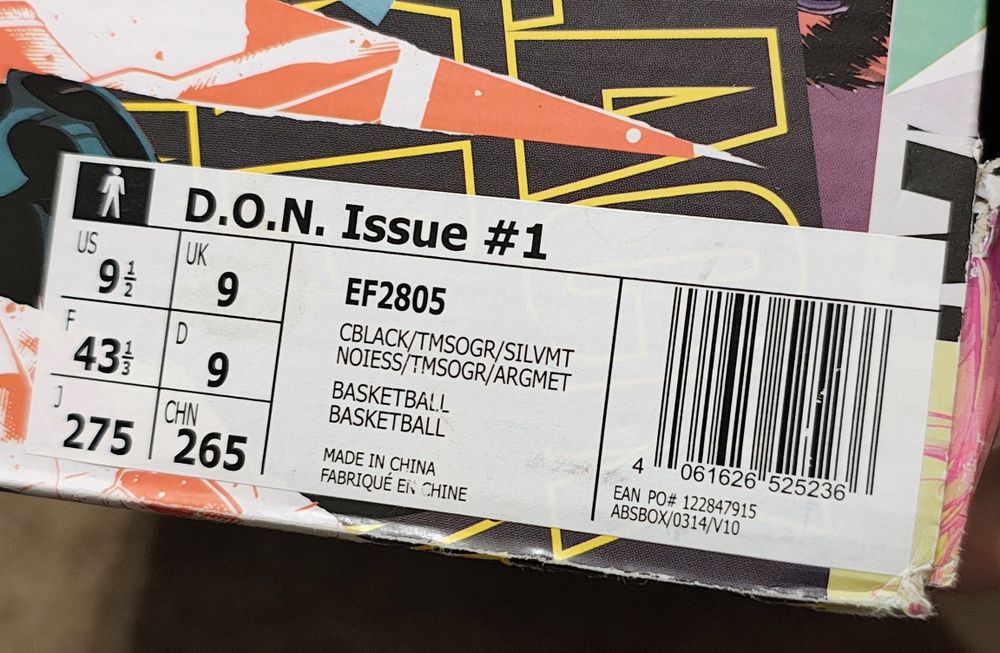 D.O.N. Issue #1
US 9 1/2 UK 9
F 43 1/3 D 9
J 275 CHN 265
EF2805
CBLACK/TMSOGR/SILVMT
NOIESS/TMSOGR/ARGMET
BASKETBALL
BASKETBALL
MADE IN CHINA
FABRIQUÉ EN CHINE
4 061626 525236
EAN PO# 122847915
ABSBOX/0314/V10